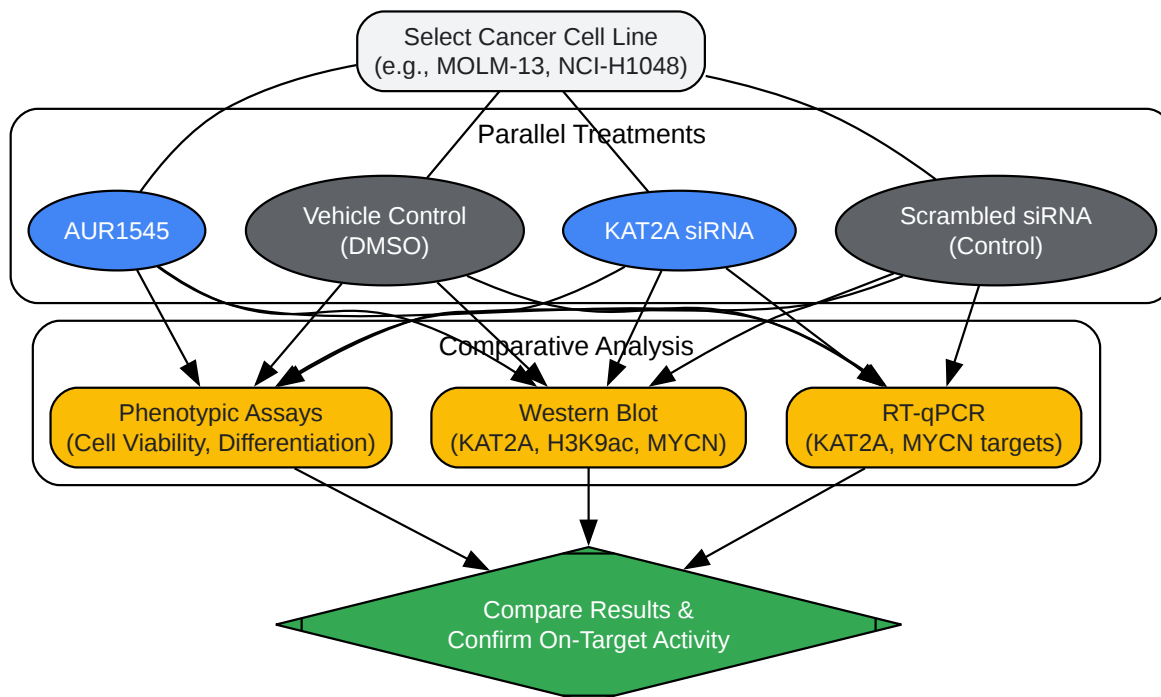 Select Cancer Cell Line
(e.g., MOLM-13, NCI-H1048)
Parallel Treatments
AUR1545
Vehicle Control
(DMSO)
KAT2A siRNA
Scrambled siRNA
(Control)
Comparative Analysis
Phenotypic Assays
(Cell Viability, Differentiation)
Western Blot
(KAT2A, H3K9ac, MYCN)
RT-qPCR
(KAT2A, MYCN targets)
Compare Results &
Confirm On-Target Activity